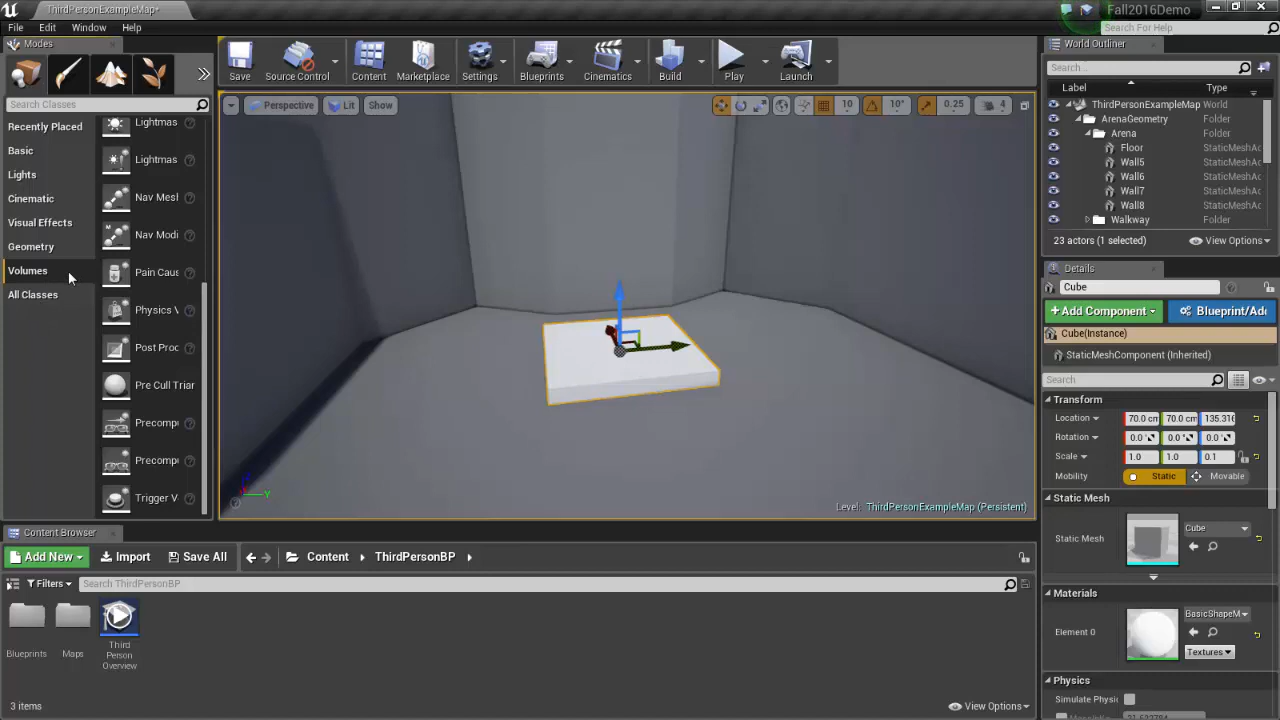 ThirdPersonExampleMap*
Fall2016Demo
File Edit Window Help
Search For Help
Modes
Save
Source Control
Content
Marketplace
Settings
Blueprints
Cinematics
Build
Play
Launch
Search Classes
Recently Placed
Basic
Lights
Cinematic
Visual Effects
Geometry
Volumes
All Classes
Lightmas
Lightmas
Nav Mesh
Nav Modi
Pain Caus
Physics V
Post Proc
Pre Cull Triar
Precompu
Precompu
Trigger V
Perspective Lit Show
10 10° 0.25 4
Level: ThirdPersonExampleMap (Persistent)
World Outliner
Search...
Label Type
ThirdPersonExampleMap World
ArenaGeometry Folder
Arena Folder
Floor StaticMeshAc
Wall5 StaticMeshAc
Wall6 StaticMeshAc
Wall7 StaticMeshAc
Wall8 StaticMeshAc
Walkway Folder
23 actors (1 selected) View Options
Details
Cube
Add Component Blueprint/Add
Cube(Instance)
StaticMeshComponent (Inherited)
Search
Transform
Location 70.0 cm 70.0 cm 135.316
Rotation 0.0 ° 0.0 ° 0.0 °
Scale 1.0 1.0 0.1
Mobility Static Movable
Static Mesh
Static Mesh Cube
Materials
Element 0 BasicShapeM
Textures
Physics
Simulate Physic
Content Browser
Add New Import Save All Content ThirdPersonBP
Filters Search ThirdPersonBP
Blueprints
Maps
Third
Person
Overview
3 items View Options